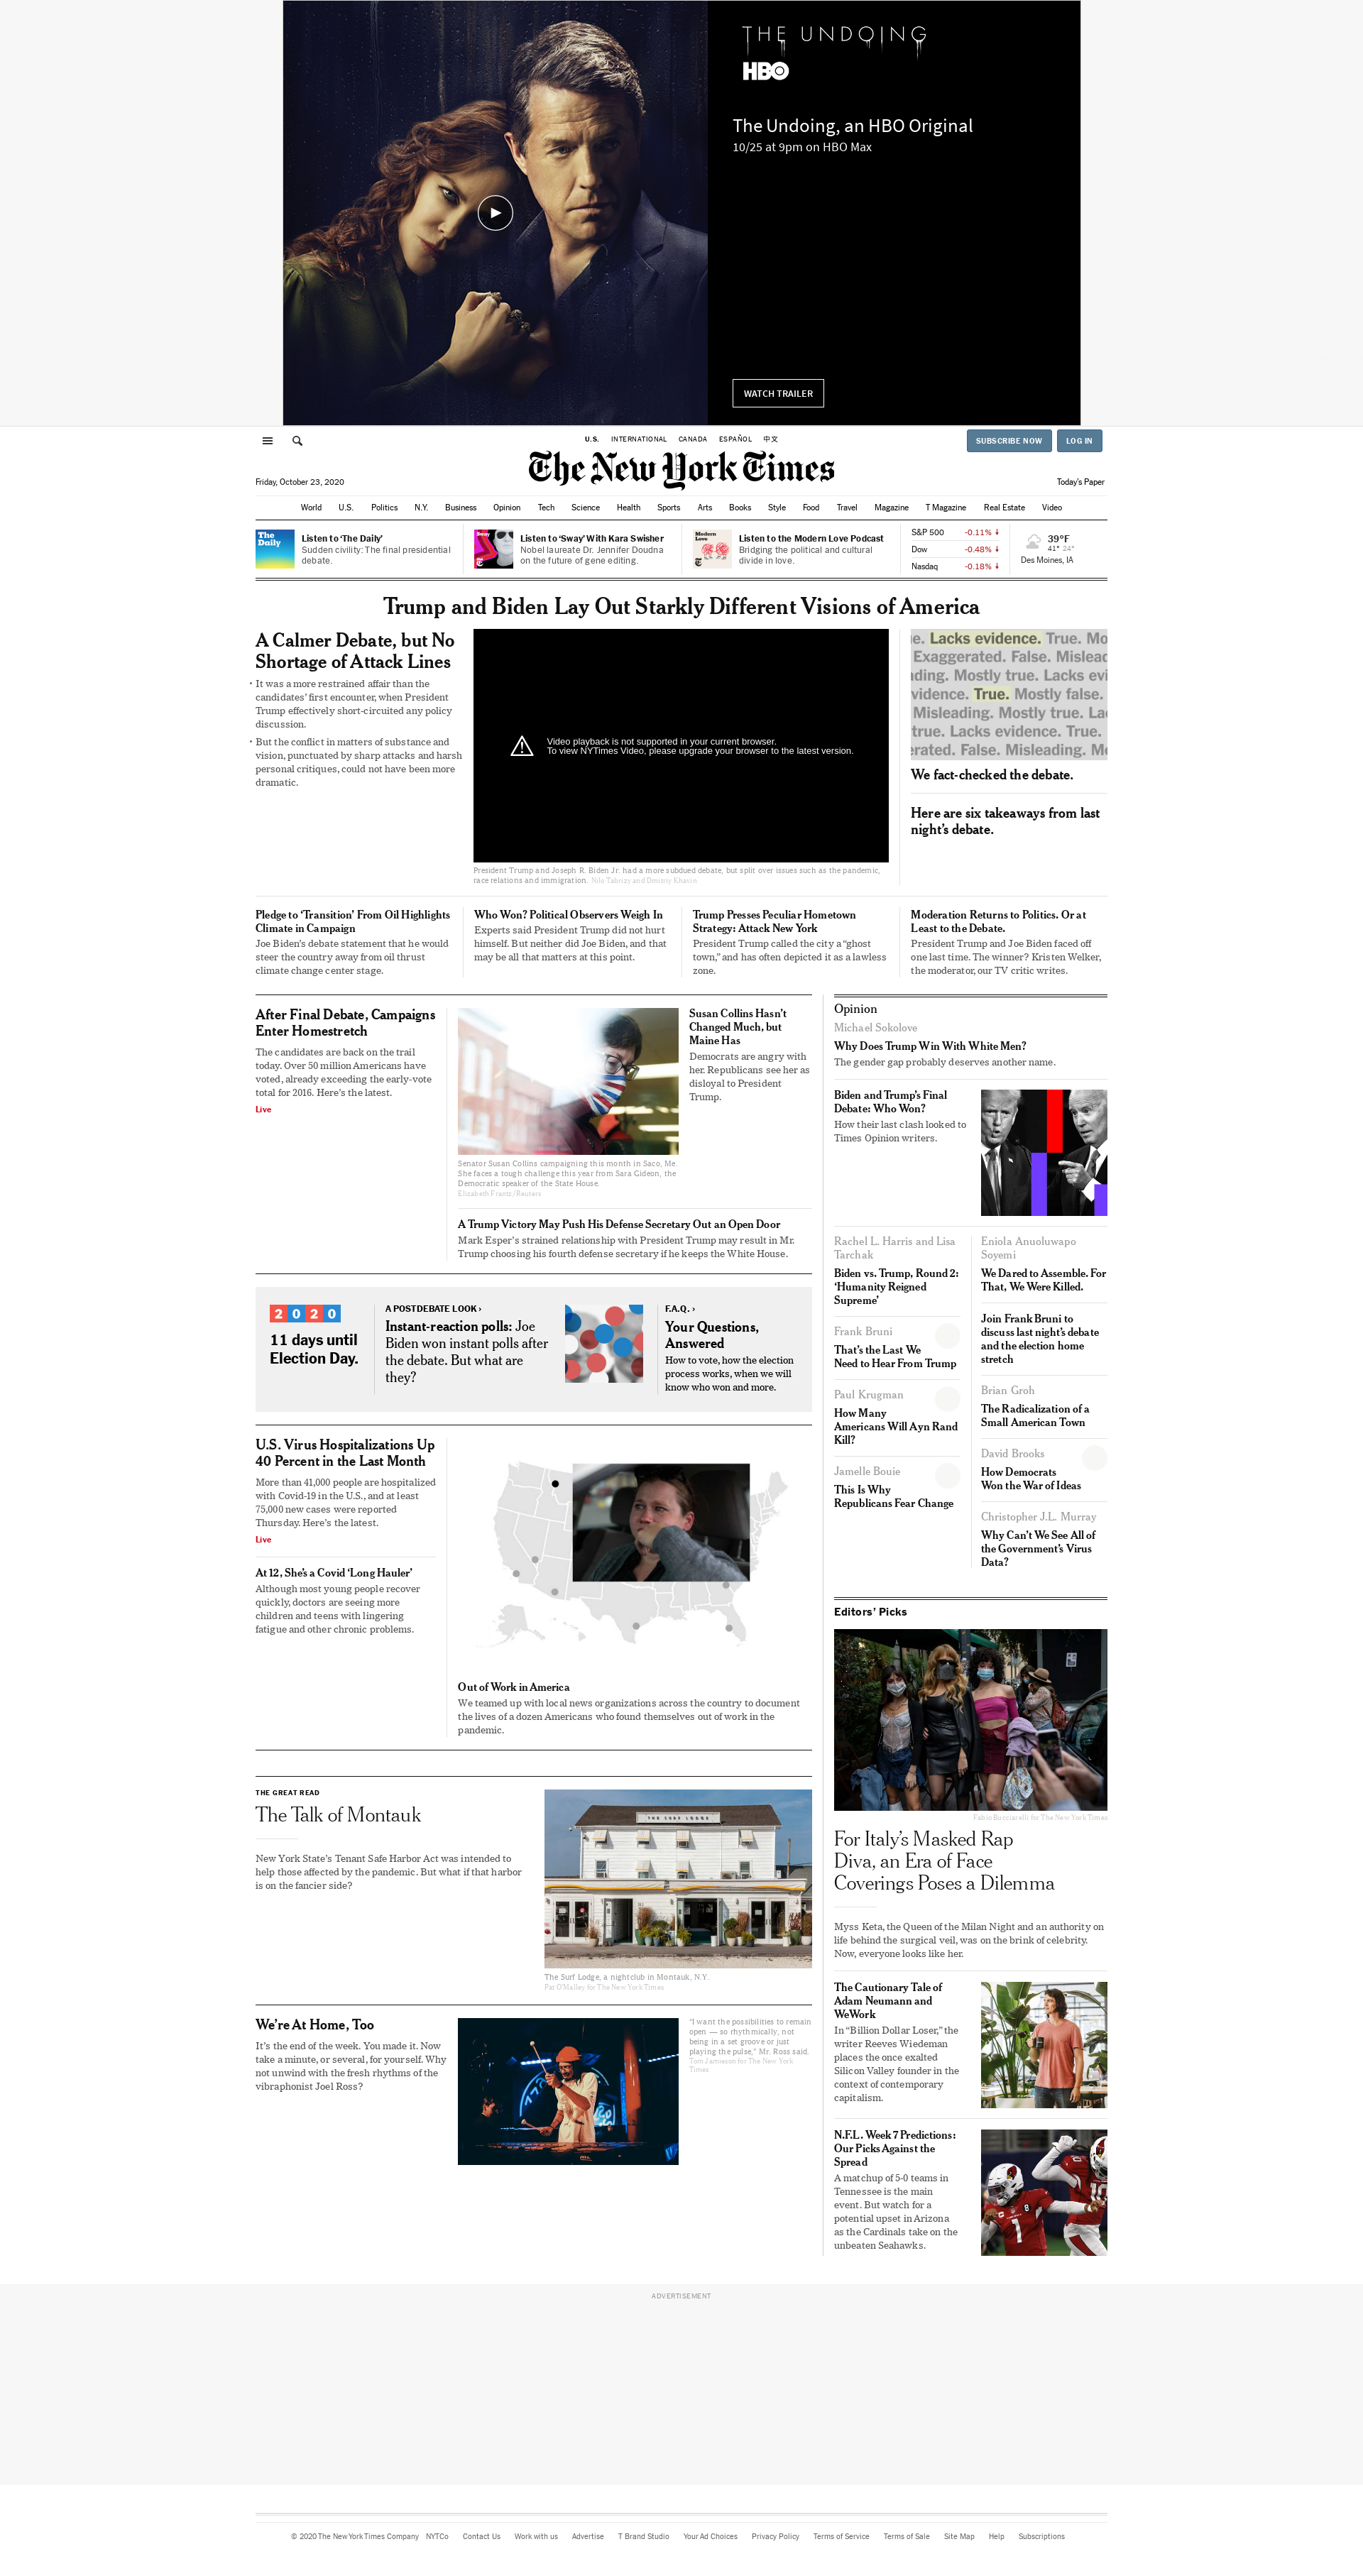 THE UNDOING
HBO
The Undoing, an HBO Original
10/25 at 9pm on HBO Max
WATCH TRAILER
U.S. INTERNATIONAL CANADA ESPAÑOL 中文
SUBSCRIBE NOW LOG IN
The New York Times
Friday, October 23, 2020
Today's Paper
World U.S. Politics N.Y. Business Opinion Tech Science Health Sports Arts Books Style Food Travel Magazine T Magazine Real Estate Video
The
Daily
Listen to 'The Daily'
Sudden civility: The final presidential
debate.
Sway
Listen to 'Sway' With Kara Swisher
Nobel laureate Dr. Jennifer Doudna
on the future of gene editing.
Modern
Love
Listen to the Modern Love Podcast
Bridging the political and cultural
divide in love.
S&P 500 -0.11%
Dow -0.48%
Nasdaq -0.18%
39°F
41° 24°
Des Moines, IA
Trump and Biden Lay Out Starkly Different Visions of America
A Calmer Debate, but No
Shortage of Attack Lines
• It was a more restrained affair than the
candidates' first encounter, when President
Trump effectively short-circuited any policy
discussion.
• But the conflict in matters of substance and
vision, punctuated by sharp attacks and harsh
personal critiques, could not have been more
dramatic.
Video playback is not supported in your current browser.
To view NYTimes Video, please upgrade your browser to the latest version.
President Trump and Joseph R. Biden Jr. had a more subdued debate, but split over issues such as the pandemic,
race relations and immigration. Nilo Tabrizy and Dmitriy Khavin
Lacks evidence. True. Mo
Exaggerated. False. Mislead
ding. Mostly true. Lacks evi
vidence. True. Mostly false.
Misleading. Mostly true. La
true. Lacks evidence. True.
erated. False. Misleading. Mo
We fact-checked the debate.
Here are six takeaways from last
night's debate.
Pledge to 'Transition' From Oil Highlights
Climate in Campaign
Joe Biden's debate statement that he would
steer the country away from oil thrust
climate change center stage.
Who Won? Political Observers Weigh In
Experts said President Trump did not hurt
himself. But neither did Joe Biden, and that
may be all that matters at this point.
Trump Presses Peculiar Hometown
Strategy: Attack New York
President Trump called the city a "ghost
town," and has often depicted it as a lawless
zone.
Moderation Returns to Politics. Or at
Least to the Debate.
President Trump and Joe Biden faced off
one last time. The winner? Kristen Welker,
the moderator, our TV critic writes.
After Final Debate, Campaigns
Enter Homestretch
The candidates are back on the trail
today. Over 50 million Americans have
voted, already exceeding the early-vote
total for 2016. Here's the latest.
Live
Senator Susan Collins campaigning this month in Saco, Me.
She faces a tough challenge this year from Sara Gideon, the
Democratic speaker of the State House.
Elizabeth Frantz/Reuters
Susan Collins Hasn't
Changed Much, but
Maine Has
Democrats are angry with
her. Republicans see her as
disloyal to President
Trump.
A Trump Victory May Push His Defense Secretary Out an Open Door
Mark Esper's strained relationship with President Trump may result in Mr.
Trump choosing his fourth defense secretary if he keeps the White House.
2020
11 days until
Election Day.
A POSTDEBATE LOOK ›
Instant-reaction polls: Joe
Biden won instant polls after
the debate. But what are
they?
F.A.Q. ›
Your Questions,
Answered
How to vote, how the election
process works, when we will
know who won and more.
U.S. Virus Hospitalizations Up
40 Percent in the Last Month
More than 41,000 people are hospitalized
with Covid-19 in the U.S., and at least
75,000 new cases were reported
Thursday. Here's the latest.
Live
At 12, She's a Covid 'Long Hauler'
Although most young people recover
quickly, doctors are seeing more
children and teens with lingering
fatigue and other chronic problems.
Out of Work in America
We teamed up with local news organizations across the country to document
the lives of a dozen Americans who found themselves out of work in the
pandemic.
THE GREAT READ
The Talk of Montauk
New York State's Tenant Safe Harbor Act was intended to
help those affected by the pandemic. But what if that harbor
is on the fancier side?
THE SURF LODGE
The Surf Lodge, a nightclub in Montauk, N.Y.
Pat O'Malley for The New York Times
We're At Home, Too
It's the end of the week. You made it. Now
take a minute, or several, for yourself. Why
not unwind with the fresh rhythms of the
vibraphonist Joel Ross?
"I want the possibilities to remain
open — so rhythmically, not
being in a set groove or just
playing the pulse," Mr. Ross said.
Tom Jamieson for The New York
Times
Opinion
Michael Sokolove
Why Does Trump Win With White Men?
The gender gap probably deserves another name.
Biden and Trump's Final
Debate: Who Won?
How their last clash looked to
Times Opinion writers.
Rachel L. Harris and Lisa
Tarchak
Biden vs. Trump, Round 2:
'Humanity Reigned
Supreme'
Frank Bruni
That's the Last We
Need to Hear From Trump
Paul Krugman
How Many
Americans Will Ayn Rand
Kill?
Jamelle Bouie
This Is Why
Republicans Fear Change
Eniola Anuoluwapo
Soyemi
We Dared to Assemble. For
That, We Were Killed.
Join Frank Bruni to
discuss last night's debate
and the election home
stretch
Brian Groh
The Radicalization of a
Small American Town
David Brooks
How Democrats
Won the War of Ideas
Christopher J.L. Murray
Why Can't We See All of
the Government's Virus
Data?
Editors' Picks
Fabio Bucciarelli for The New York Times
For Italy's Masked Rap
Diva, an Era of Face
Coverings Poses a Dilemma
Myss Keta, the Queen of the Milan Night and an authority on
life behind the surgical veil, was on the brink of celebrity.
Now, everyone looks like her.
The Cautionary Tale of
Adam Neumann and
WeWork
In "Billion Dollar Loser," the
writer Reeves Wiedeman
places the once exalted
Silicon Valley founder in the
context of contemporary
capitalism.
N.F.L. Week 7 Predictions:
Our Picks Against the
Spread
A matchup of 5-0 teams in
Tennessee is the main
event. But watch for a
potential upset in Arizona
as the Cardinals take on the
unbeaten Seahawks.
ADVERTISEMENT
© 2020 The New York Times Company NYTCo Contact Us Work with us Advertise T Brand Studio Your Ad Choices Privacy Policy Terms of Service Terms of Sale Site Map Help Subscriptions